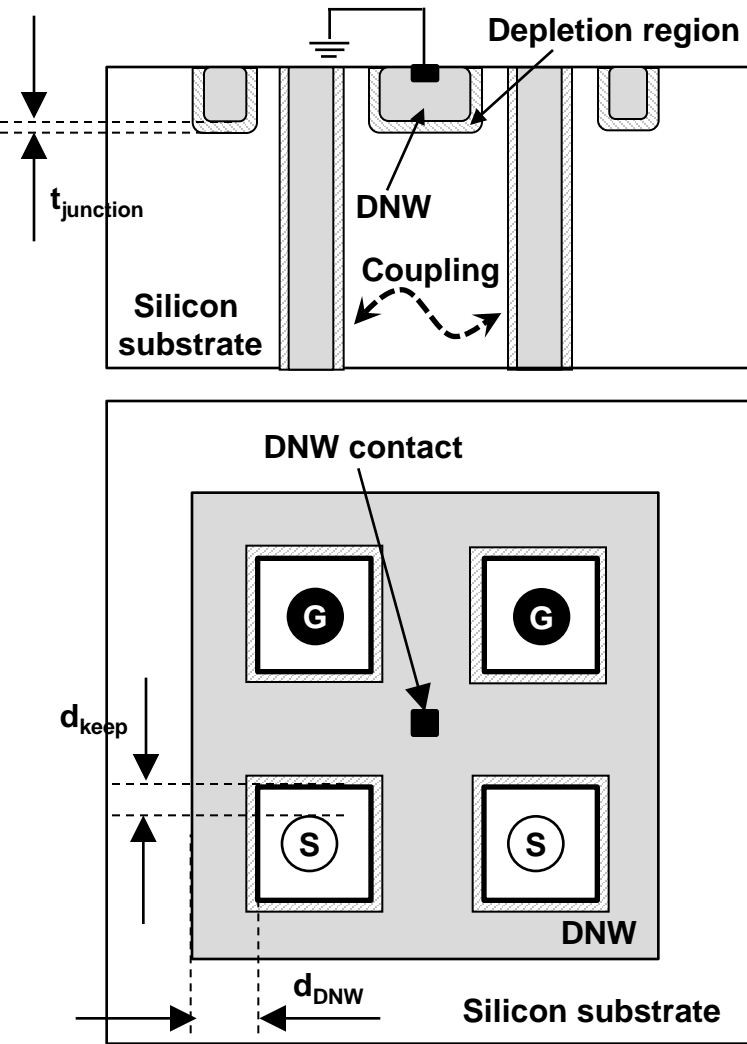 Depletion region
t_junction
DNW
Coupling
Silicon
substrate
DNW contact
G
G
d_keep
S
S
DNW
d_DNW
Silicon substrate